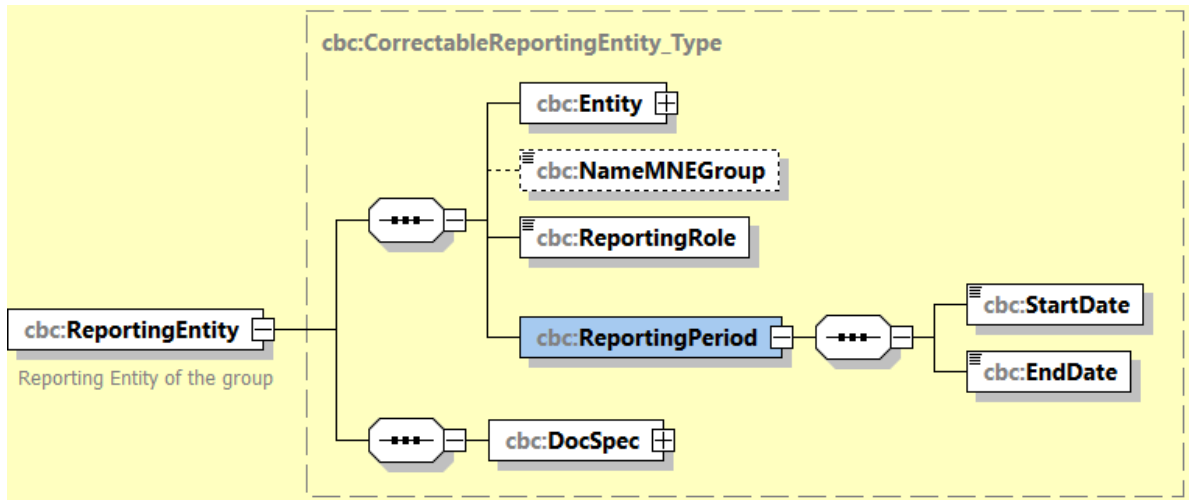 cbc:CorrectableReportingEntity_Type
cbc:Entity
cbc:NameMNEGroup
cbc:ReportingRole
cbc:ReportingEntity
Reporting Entity of the group
cbc:ReportingPeriod
cbc:StartDate
cbc:EndDate
cbc:DocSpec